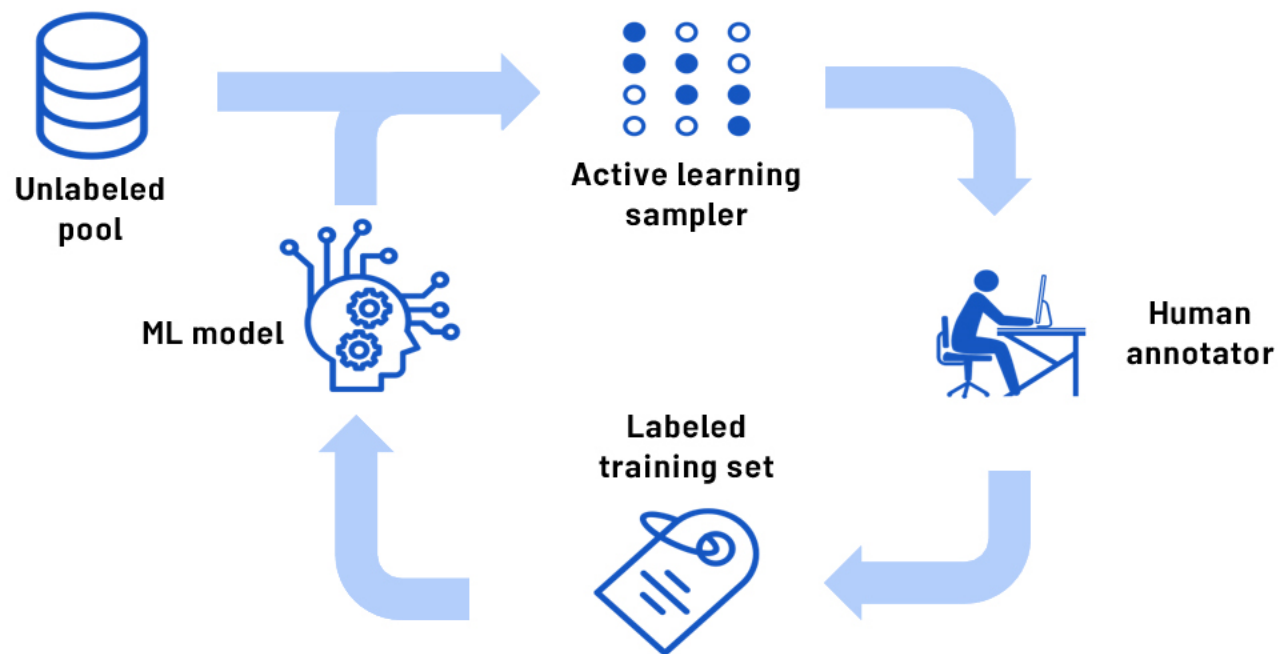 Unlabeled
pool
Active learning
sampler
ML model
Human
annotator
Labeled
training set